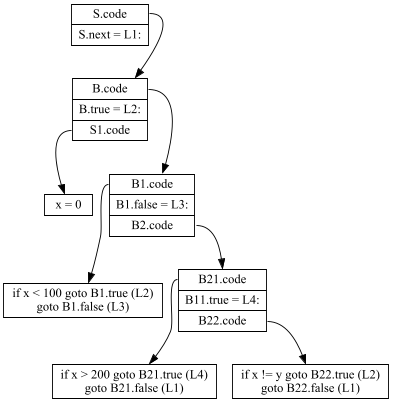 S.code
S.next = L1:
B.code
B.true = L2:
S1.code
x = 0
B1.code
B1.false = L3:
B2.code
if x < 100 goto B1.true (L2)
goto B1.false (L3)
B21.code
B11.true = L4:
B22.code
if x > 200 goto B21.true (L4)
goto B21.false (L1)
if x != y goto B22.true (L2)
goto B22.false (L1)